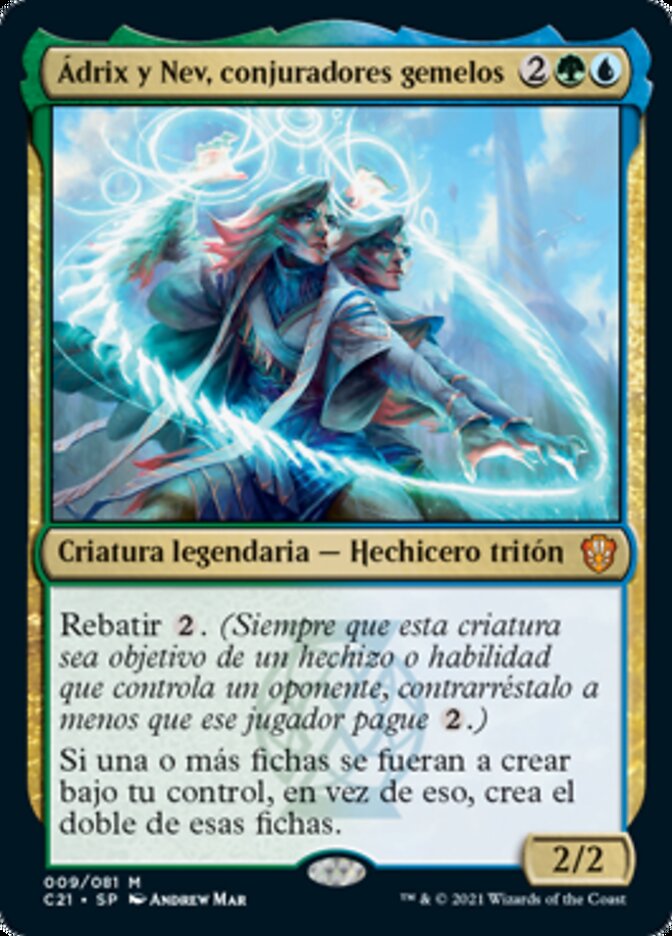 Ádrix y Nev, conjuradores gemelos 2
Criatura legendaria — Hechicero tritón
Rebatir 2. (Siempre que esta criatura
sea objetivo de un hechizo o habilidad
que controla un oponente, contrarréstalo a
menos que ese jugador pague 2.)
Si una o más fichas se fueran a crear
bajo tu control, en vez de eso, crea el
doble de esas fichas.
2/2
009/081 M
C21 • SP Andrew Mar
™ & © 2021 Wizards of the Coast